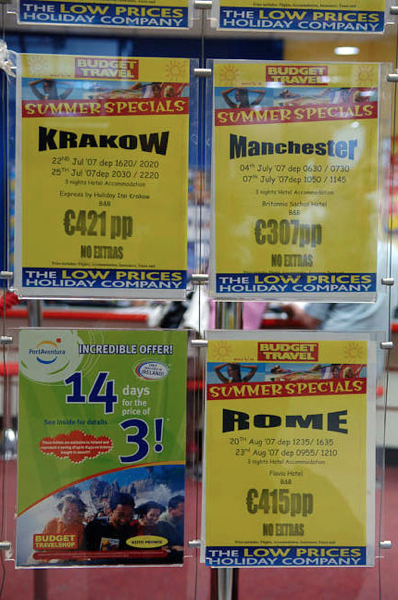 THE LOW PRICES
HOLIDAY COMPANY
THE LOW PRICES
HOLIDAY COMPANY
BUDGET
TRAVEL
SUMMER SPECIALS
KRAKOW
22ND Jul '07 dep 1620/ 2020
25TH Jul '07dep 2030 / 2220
3 nights Hotel Accommodation
Express by Holiday Inn Krakow
B&B
€421 pp
NO EXTRAS
THE LOW PRICES
HOLIDAY COMPANY
BUDGET
TRAVEL
SUMMER SPECIALS
Manchester
04th July '07 dep 0630 / 0730
07th July '07dep 1050 / 1145
3 nights Hotel Accommodation
Britannia Sachas Hotel
B&B
€307pp
NO EXTRAS
THE LOW PRICES
HOLIDAY COMPANY
PortAventura
INCREDIBLE OFFER!
IRELAND!
14 days
for the
price of
3!
See inside for details
BUDGET
TRAVELSHOP
BUDGET
TRAVEL
SUMMER SPECIALS
ROME
20Th Aug '07 dep 1235/ 1635
23rd Aug '07 dep 0955/ 1210
3 nights Hotel Accommodation
Flavia Hotel
B&B
€415pp
NO EXTRAS
THE LOW PRICES
HOLIDAY COMPANY